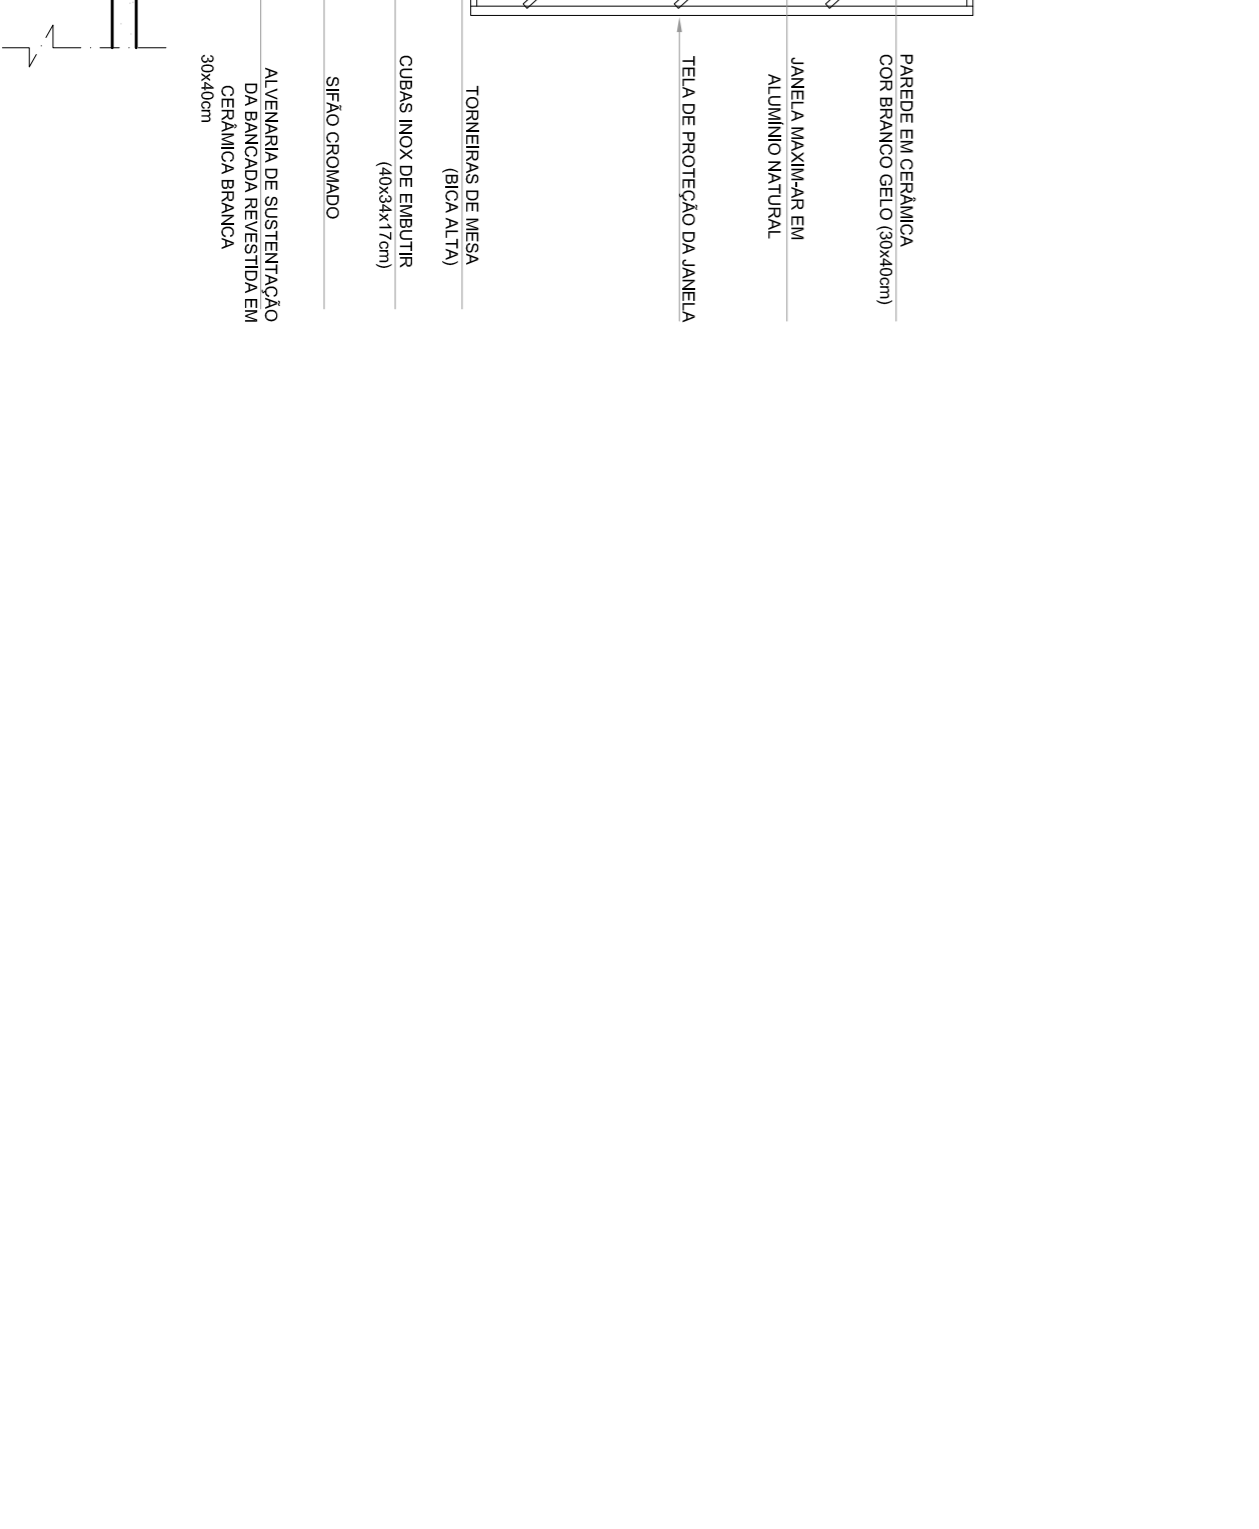 PAREDE EM CERÂMICA
COR BRANCO GELO (30x40cm)
JANELA MAXIM-AR EM
ALUMÍNIO NATURAL
TELA DE PROTEÇÃO DA JANELA
TORNEIRAS DE MESA
(BICA ALTA)
CUBAS INOX DE EMBUTIR
(40x34x17cm)
SIFÃO CROMADO
ALVENARIA DE SUSTENTAÇÃO
DA BANCADA REVESTIDA EM
CERÂMICA BRANCA
30x40cm